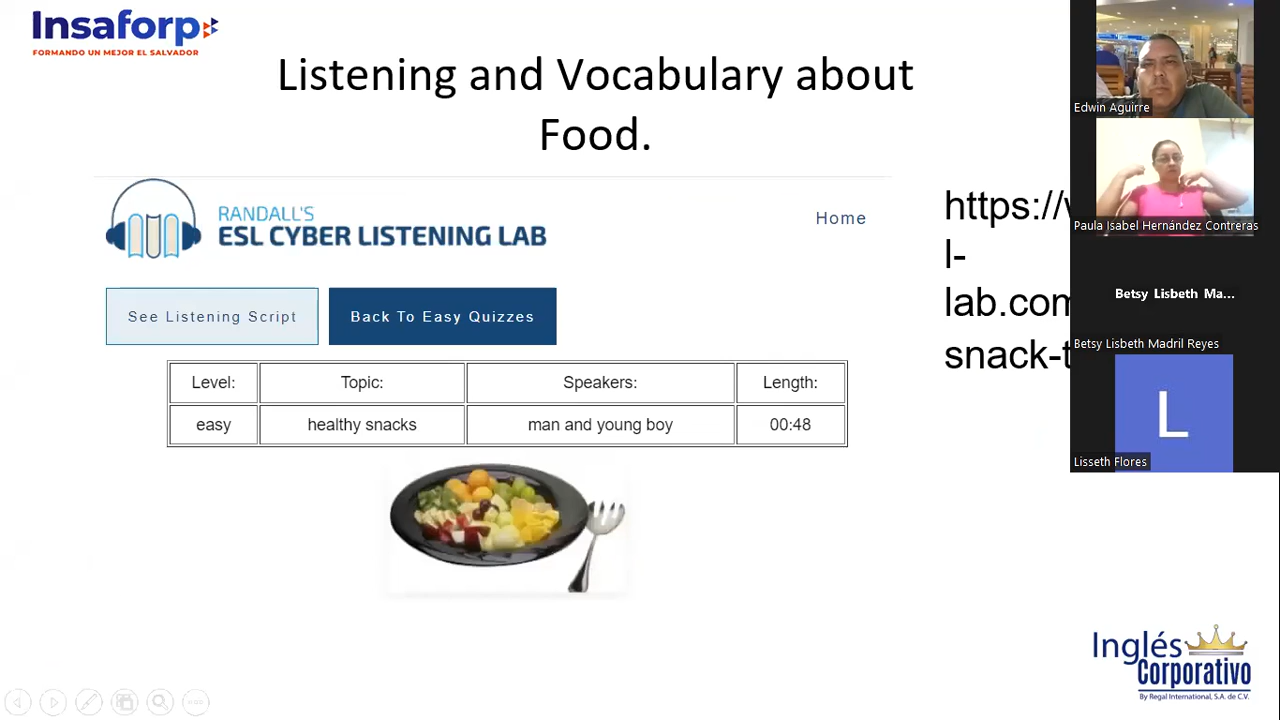 Insaforp
FORMANDO UN MEJOR EL SALVADOR
Listening and Vocabulary about
Food.
RANDALL'S
ESL CYBER LISTENING LAB
Home
See Listening Script
Back To Easy Quizzes
Level: Topic: Speakers: Length:
easy healthy snacks man and young boy 00:48
https://
l-
lab.com
snack-
Edwin Aguirre
Paula Isabel Hernández Contreras
Betsy Lisbeth Ma...
Betsy Lisbeth Madril Reyes
L
Lisseth Flores
Inglés
Corporativo
By Regal International, S.A. de C.V.